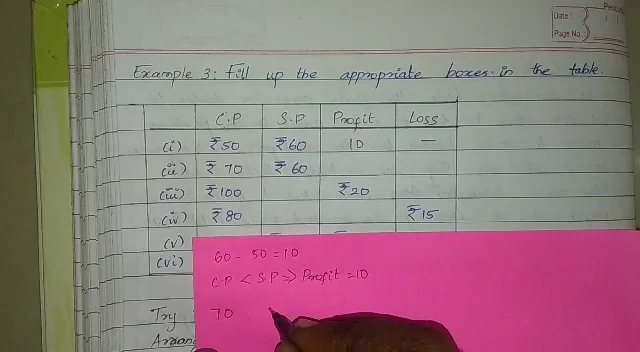 Date:
Page No.:
Example 3: Fill up the appropriate boxes in the table.
C.P S.P Profit Loss
(i) ₹50 ₹60 10 —
(ii) ₹ 70 ₹ 60
(iii) ₹100 ₹20
(iv) ₹80 ₹15
(v)
(vi)
60 - 50 = 10
C.P < S.P => Profit = 10
70
Try